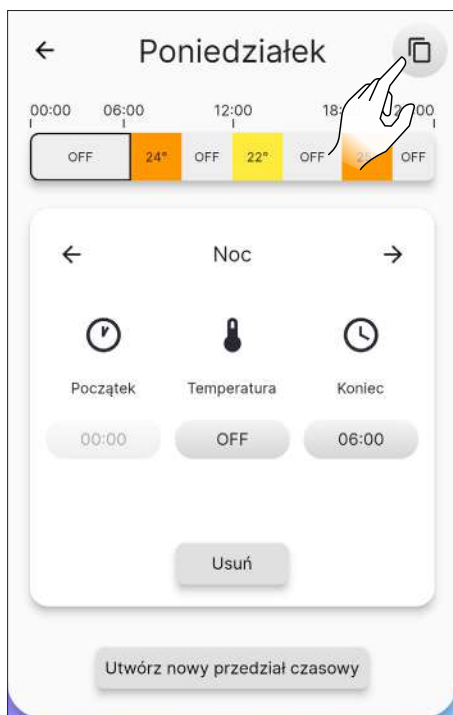 Poniedziałek
00:00 06:00 12:00 18:
OFF 24° OFF 22° OFF OFF
Noc
Początek Temperatura Koniec
00:00 OFF 06:00
Usuń
Utwórz nowy przedział czasowy